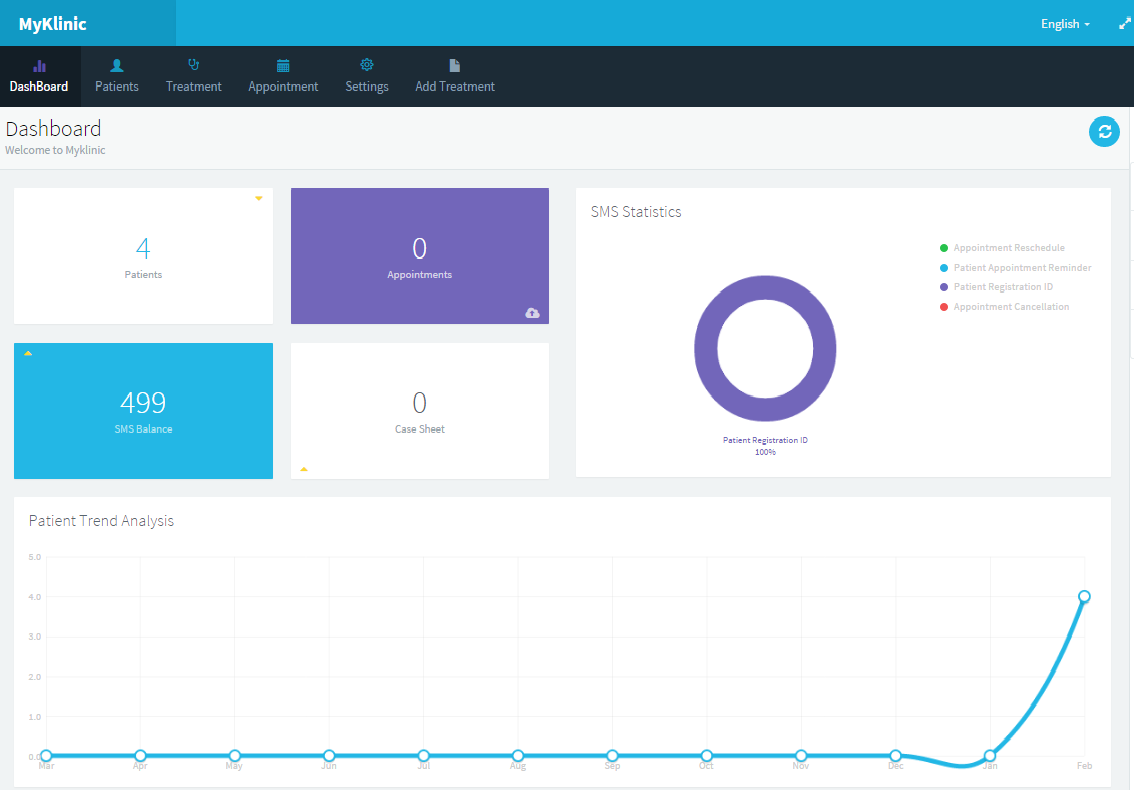 MyKlinic
English
DashBoard
Patients
Treatment
Appointment
Settings
Add Treatment
Dashboard
Welcome to Myklinic
4
Patients
0
Appointments
499
SMS Balance
0
Case Sheet
SMS Statistics
Appointment Reschedule
Patient Appointment Reminder
Patient Registration ID
Appointment Cancellation
Patient Registration ID
100%
Patient Trend Analysis
5.0
4.0
3.0
2.0
1.0
0.0
Mar Apr May Jun Jul Aug Sep Oct Nov Dec Jan Feb